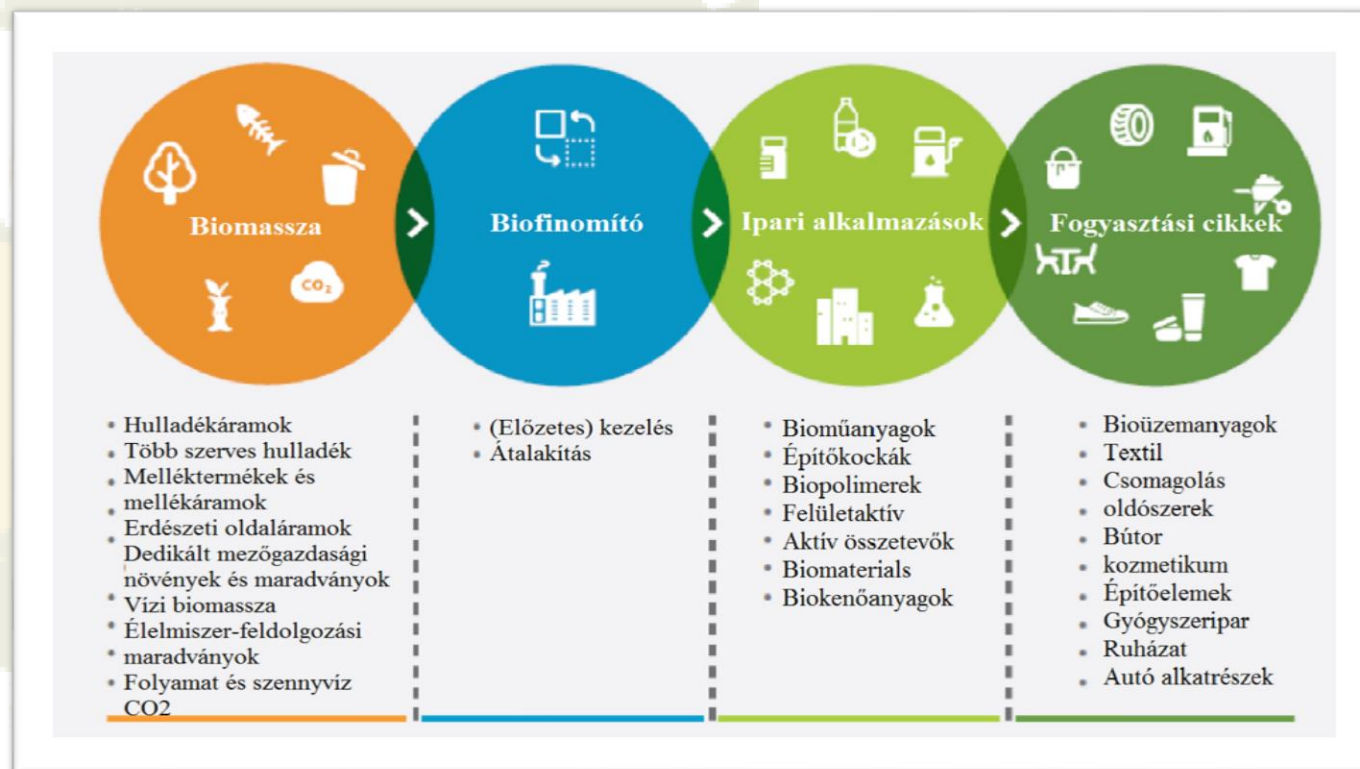 Biomassza
CO₂
Biofinomító
Ipari alkalmazások
Fogyasztási cikkek
Hulladékáramok
Több szerves hulladék
Melléktermékek és
mellékáramok
Erdészeti oldaláramok
Dedikált mezőgazdasági
növények és maradványok
Vízi biomassza
Élelmiszer-feldolgozási
maradványok
Folyamat és szennyvíz
CO2
(Előzetes) kezelés
Átalakítás
Bioműanyagok
Építőkockák
Biopolimerek
Felületaktív
Aktív összetevők
Biomaterials
Biokenőanyagok
Bioüzemanyagok
Textil
Csomagolás
oldószerek
Bútor
kozmetikum
Építőelemek
Gyógyszeripar
Ruházat
Autó alkatrészek